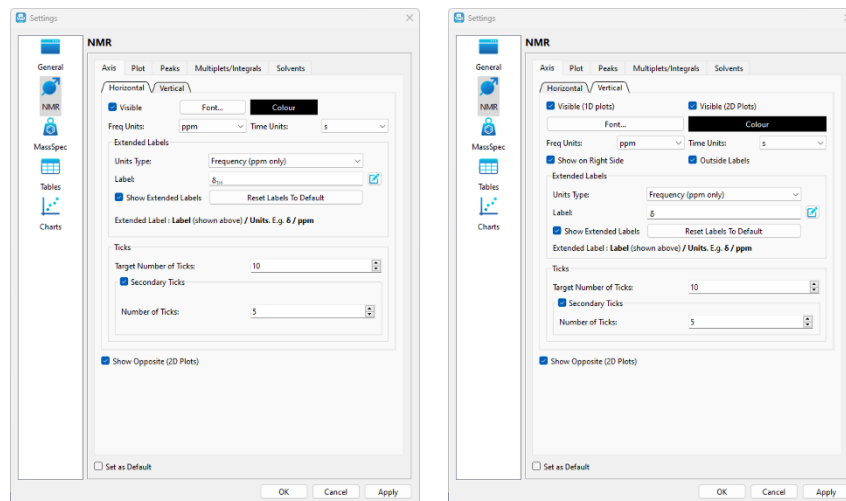 Settings
NMR
General
NMR
MassSpec
Tables
Charts
Axis Plot Peaks Multiplets/Integrals Solvents
Horizontal Vertical
Visible Font... Colour
Freq Units: ppm Time Units: s
Extended Labels
Units Type: Frequency (ppm only)
Label:
Show Extended Labels Reset Labels To Default
Extended Label : Label (shown above) / Units. E.g. δ / ppm
Ticks
Target Number of Ticks: 10
Secondary Ticks
Number of Ticks: 5
Show Opposite (2D Plots)
Set as Default
OK Cancel Apply
Settings
NMR
General
NMR
MassSpec
Tables
Charts
Axis Plot Peaks Multiplets/Integrals Solvents
Horizontal Vertical
Visible (1D plots) Visible (2D Plots)
Font... Colour
Freq Units: ppm Time Units: s
Show on Right Side Outside Labels
Extended Labels
Units Type: Frequency (ppm only)
Label: δ
Show Extended Labels Reset Labels To Default
Extended Label : Label (shown above) / Units. E.g. δ / ppm
Ticks
Target Number of Ticks: 10
Secondary Ticks
Number of Ticks: 5
Show Opposite (2D Plots)
Set as Default
OK Cancel Apply